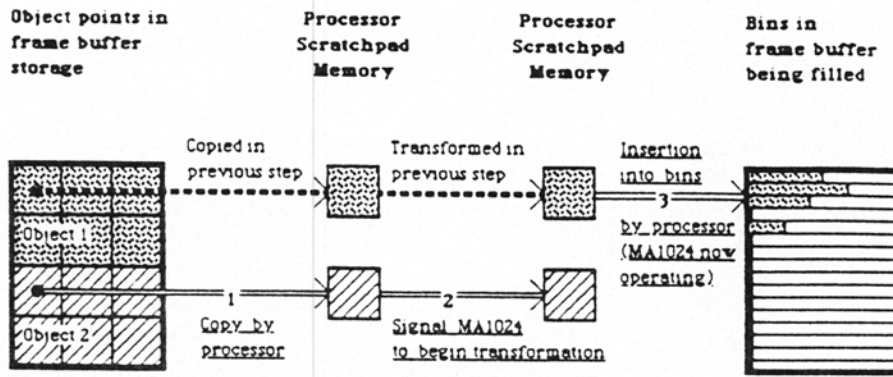 Object points in
frame buffer
storage
Processor
Scratchpad
Memory
Processor
Scratchpad
Memory
Bins in
frame buffer
being filled
Copied in
previous step
Transformed in
previous step
Insertion
into bins
3
by processor
(MA1024 now
operating)
Object 1
Object 2
1
Copy by
processor
2
Signal MA1024
to begin transformation